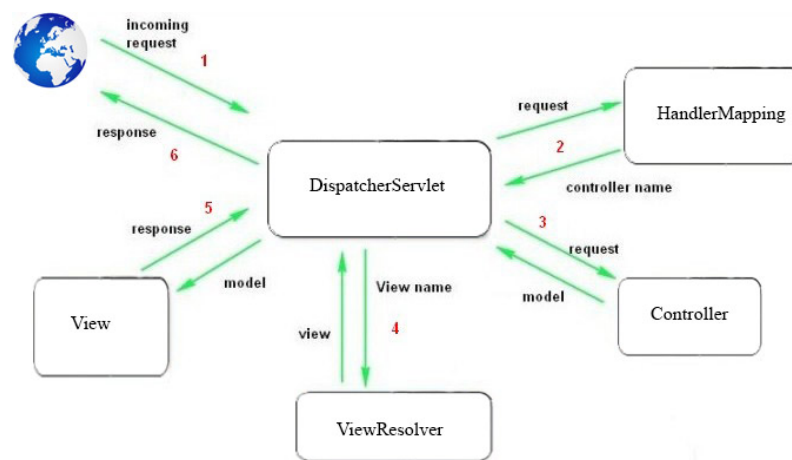 incoming
request
1
request
HandlerMapping
response
6
2
DispatcherServlet
controller name
5
3
response
request
model
View name
model
View
view
4
Controller
ViewResolver